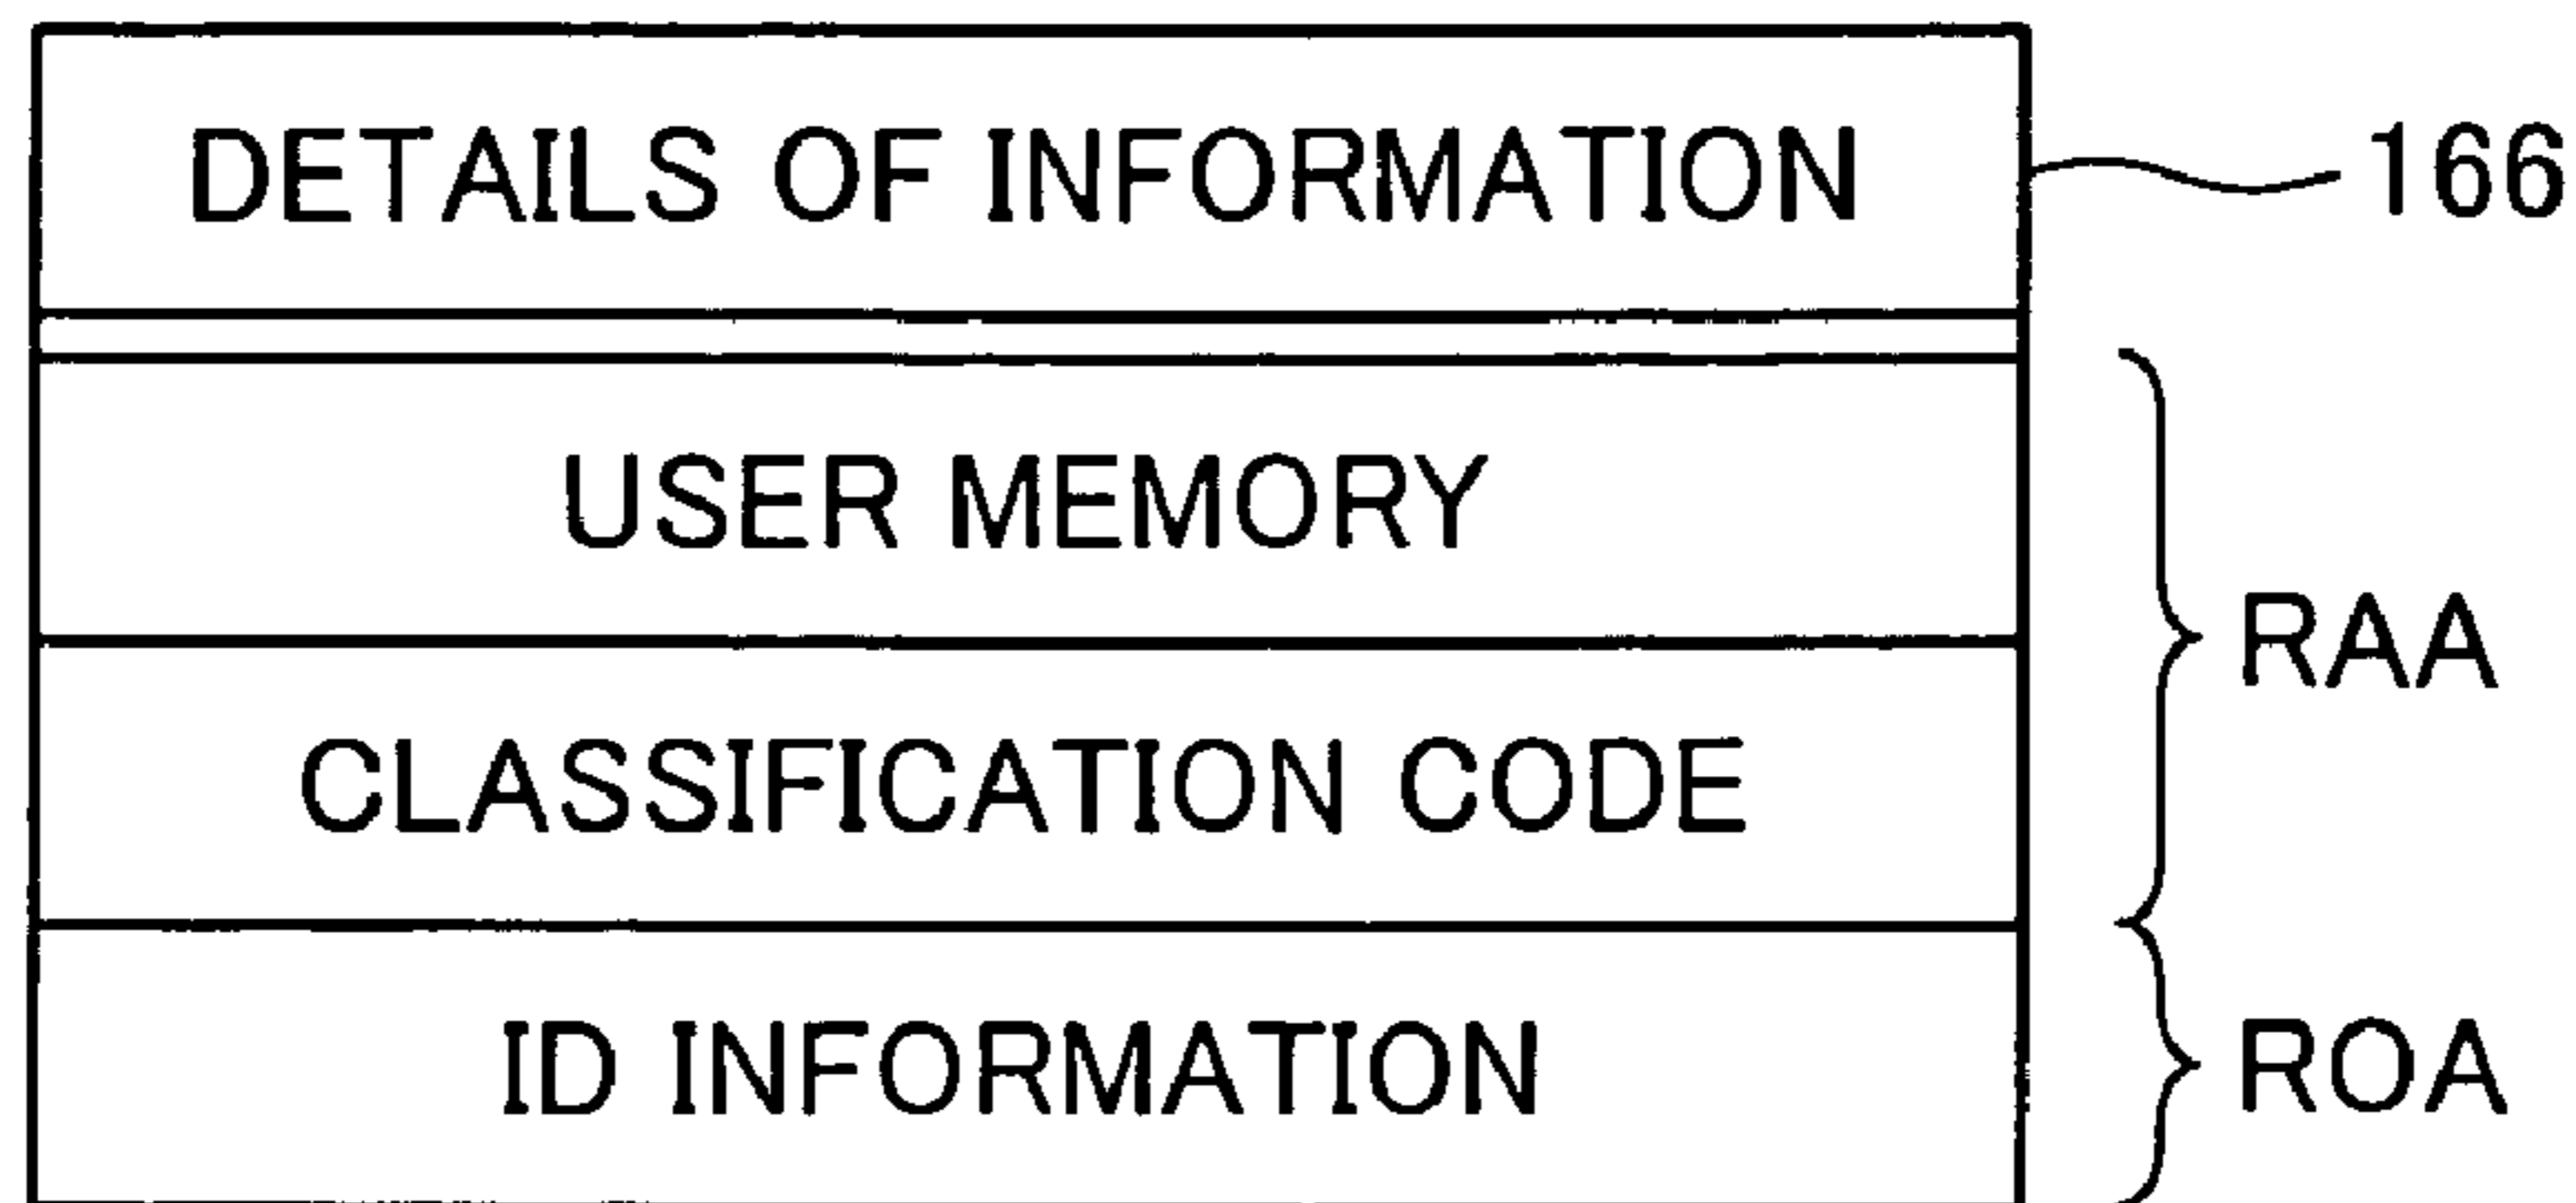 DETAILS OF INFORMATION 166
USER MEMORY
RAA
CLASSIFICATION CODE
ID INFORMATION ROA